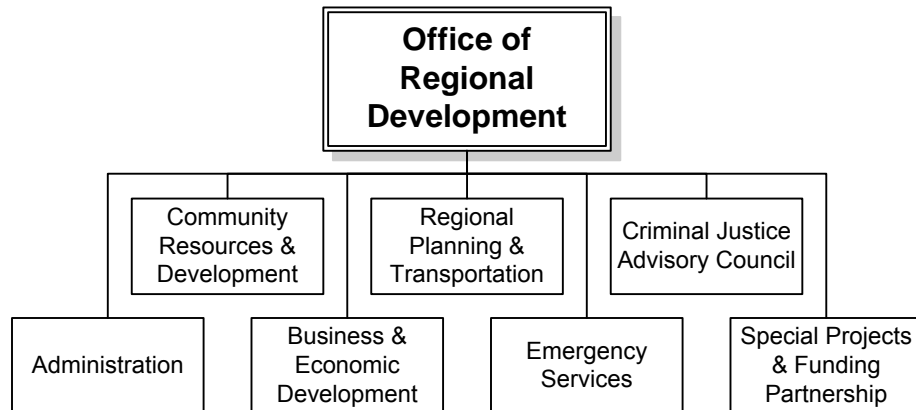 Office of
Regional
Development
Community
Resources &
Development
Regional
Planning &
Transportation
Criminal Justice
Advisory Council
Administration
Business &
Economic
Development
Emergency
Services
Special Projects
& Funding
Partnership